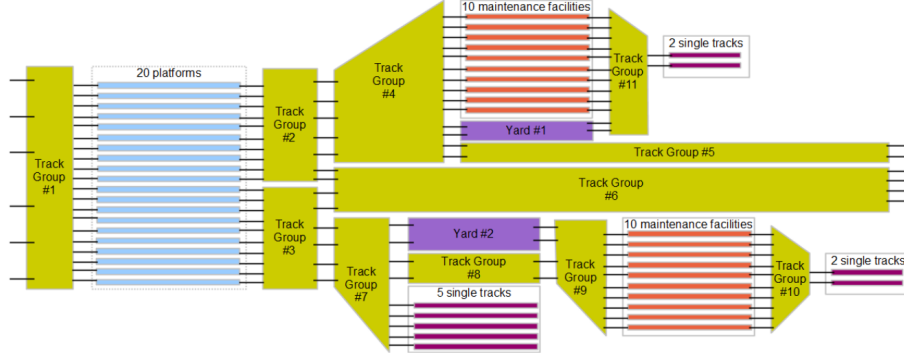 10 maintenance facilities
2 single tracks
20 platforms
Track
Group
#4
Track
Group
#11
Track
Group
#2
Yard #1
Track Group #5
Track
Group
#1
Track Group
#6
Track
Group
#3
Yard #2
10 maintenance facilities
2 single tracks
Track Group
#8
Track
Group
#7
Track
Group
#9
Track
Group
#10
5 single tracks